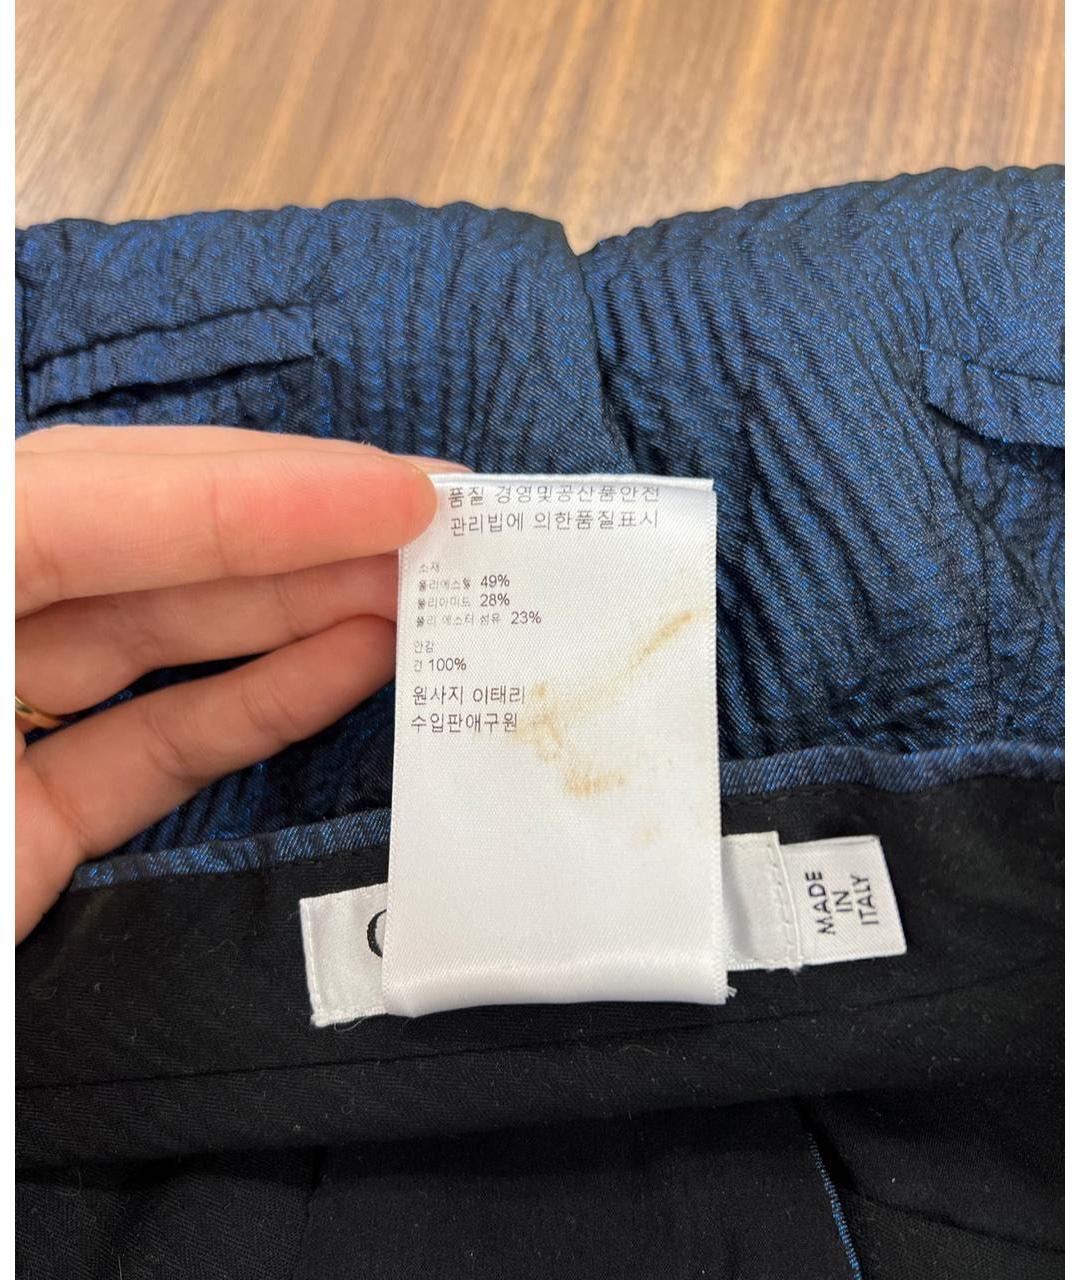 품질 경영및공산품안전
관리법에 의한품질표시
소재
폴리에스텔 49%
폴리아미드 28%
폴리 에스터 섬유 23%
안감
견 100%
원사지 이태리
수입판애구원
MADE
IN
ITALY